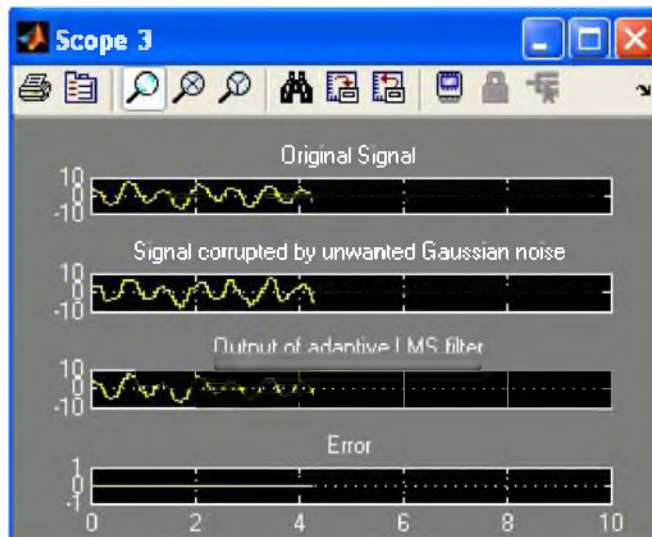 Scope 3
Original Signal
10
0
-10
Signal corrupted by unwanted Gaussian noise
10
0
-10
Output of adaptive LMS filter
10
0
-10
Error
1
0
-1
0 2 4 6 8 10